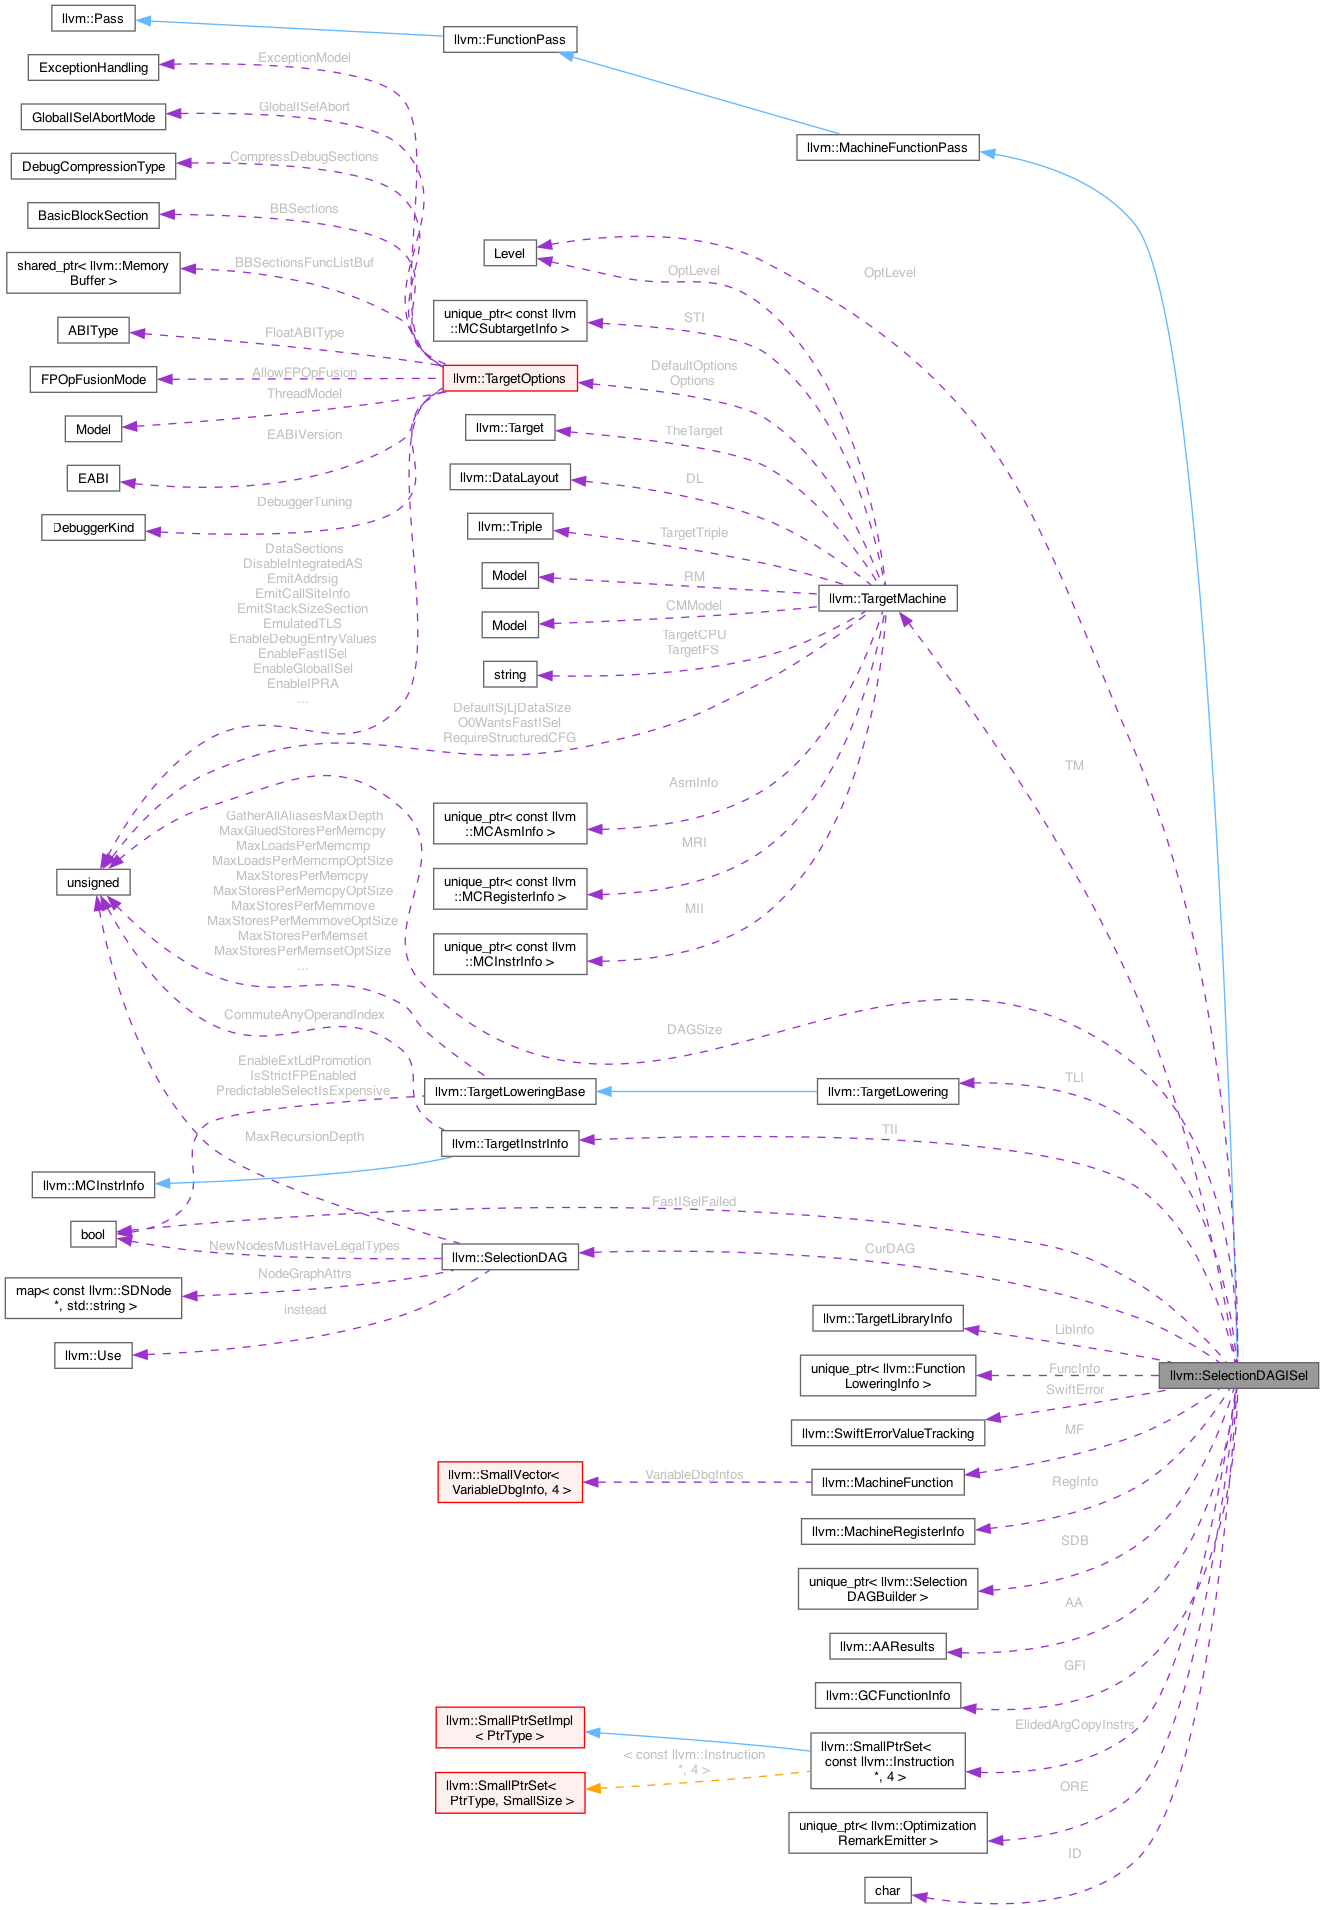 llvm::Pass
llvm::FunctionPass
ExceptionHandling
ExceptionModel
GlobalISelAbortMode
GlobalISelAbort
llvm::MachineFunctionPass
DebugCompressionType
CompressDebugSections
BasicBlockSection
BBSections
Level
OptLevel
OptLevel
shared_ptr< llvm::Memory
Buffer >
BBSectionsFuncListBuf
unique_ptr< const llvm
::MCSubtargetInfo >
STI
ABIType
FloatABIType
FPOpFusionMode
AllowFPOpFusion
llvm::TargetOptions
DefaultOptions
Options
ThreadModel
Model
EABIVersion
llvm::Target
TheTarget
EABI
llvm::DataLayout
DL
DebuggerTuning
DebuggerKind
llvm::Triple
TargetTriple
DataSections
DisableIntegratedAS
EmitAddrsig
EmitCallSiteInfo
EmitStackSizeSection
EmulatedTLS
EnableDebugEntryValues
EnableFastISel
EnableGlobalISel
EnableIPRA
...
Model
RM
llvm::TargetMachine
Model
CMModel
string
TargetCPU
TargetFS
DefaultSjLjDataSize
O0WantsFastISel
RequireStructuredCFG
TM
AsmInfo
unique_ptr< const llvm
::MCAsmInfo >
GatherAllAliasesMaxDepth
MaxGluedStoresPerMemcpy
MaxLoadsPerMemcmp
MaxLoadsPerMemcmpOptSize
MaxStoresPerMemcpy
MaxStoresPerMemcpyOptSize
MaxStoresPerMemmove
MaxStoresPerMemmoveOptSize
MaxStoresPerMemset
MaxStoresPerMemsetOptSize
...
unsigned
MRI
unique_ptr< const llvm
::MCRegisterInfo >
MII
unique_ptr< const llvm
::MCInstrInfo >
CommuteAnyOperandIndex
DAGSize
EnableExtLdPromotion
IsStrictFPEnabled
PredictableSelectIsExpensive
llvm::TargetLoweringBase
llvm::TargetLowering
TLI
MaxRecursionDepth
llvm::TargetInstrInfo
TII
llvm::MCInstrInfo
FastISelFailed
bool
NewNodesMustHaveLegalTypes
llvm::SelectionDAG
CurDAG
NodeGraphAttrs
map< const llvm::SDNode
*, std::string >
instead
llvm::Use
llvm::TargetLibraryInfo
LibInfo
unique_ptr< llvm::Function
LoweringInfo >
FuncInfo
llvm::SelectionDAGISel
SwiftError
llvm::SwiftErrorValueTracking
MF
llvm::SmallVector<
VariableDbgInfo, 4 >
VariableDbgInfos
llvm::MachineFunction
RegInfo
llvm::MachineRegisterInfo
SDB
unique_ptr< llvm::Selection
DAGBuilder >
AA
llvm::AAResults
GFI
llvm::GCFunctionInfo
llvm::SmallPtrSetImpl
< PtrType >
ElidedArgCopyInstrs
llvm::SmallPtrSet<
const llvm::Instruction
*, 4 >
< const llvm::Instruction
*, 4 >
llvm::SmallPtrSet<
PtrType, SmallSize >
ORE
unique_ptr< llvm::Optimization
RemarkEmitter >
ID
char